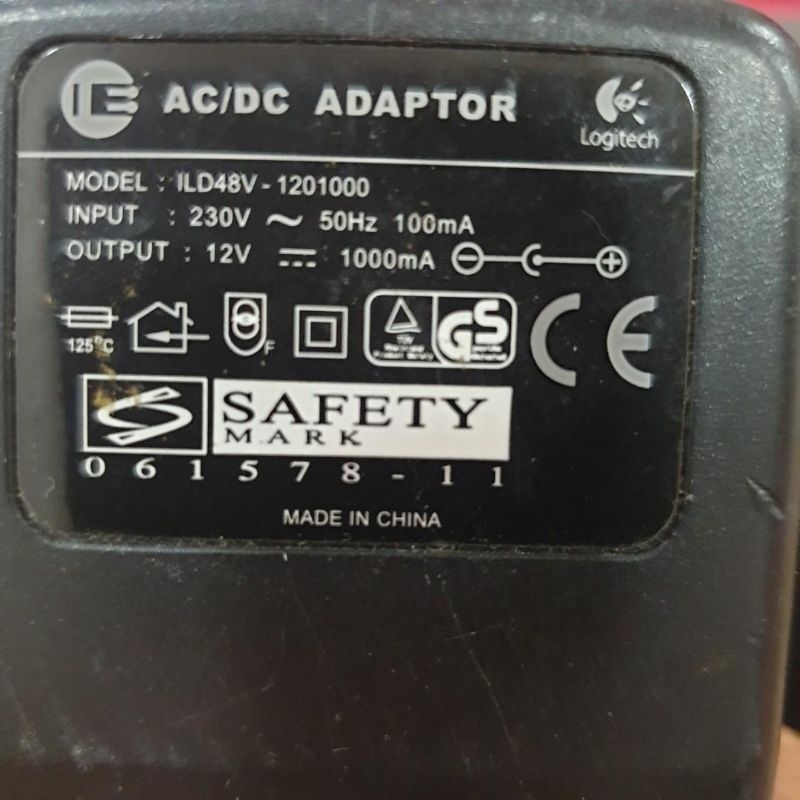 AC/DC ADAPTOR
Logitech
MODEL : ILD48V - 1201000
INPUT : 230V ~ 50Hz 100mA
OUTPUT : 12V ⎓ 1000mA ⊖ ⊕
125°C
F
TÜV
GS
CE
SAFETY
MARK
061578-11
MADE IN CHINA